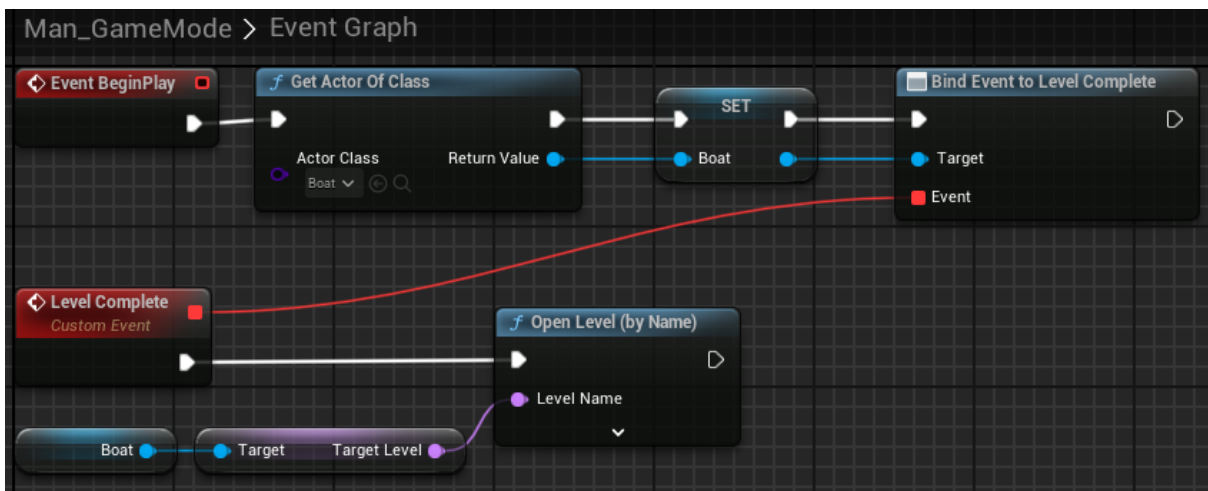 Man_GameMode > Event Graph
Event BeginPlay
f Get Actor Of Class
Actor Class
Boat
Return Value
SET
Boat
Bind Event to Level Complete
Target
Event
Level Complete
Custom Event
f Open Level (by Name)
Level Name
Boat
Target
Target Level